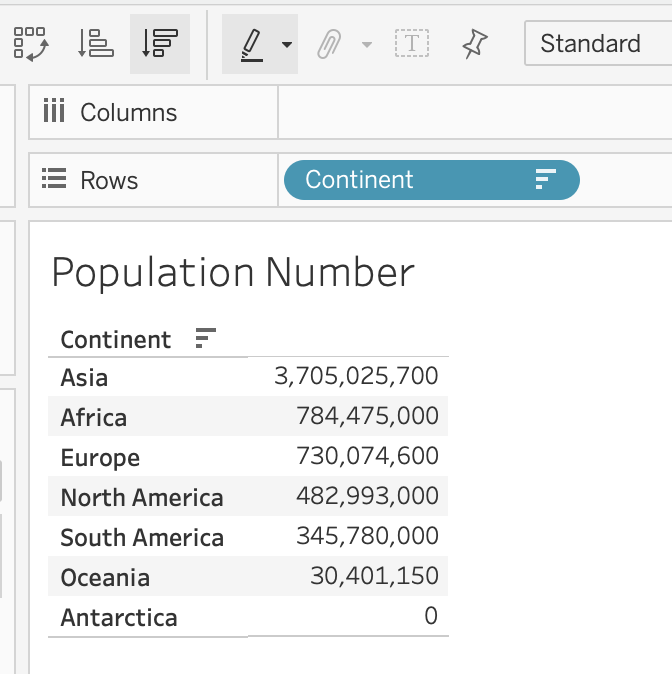 T Standard
Columns
Rows Continent
Population Number
Continent
Asia 3,705,025,700
Africa 784,475,000
Europe 730,074,600
North America 482,993,000
South America 345,780,000
Oceania 30,401,150
Antarctica 0